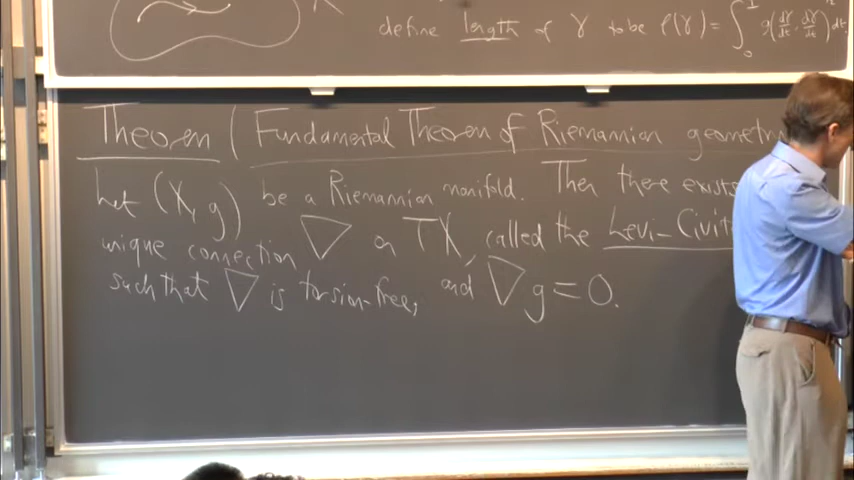 define length of γ to be ℓ(γ) = ∫₀¹ g(dγ/dt, dγ/dt)
Theorem (Fundamental Theorem of Riemannian geometry
Let (X, g) be a Riemannian manifold. Then there exists
unique connection ∇ on TX, called the Levi-Civit
such that ∇ is torsion-free, and ∇g = 0.